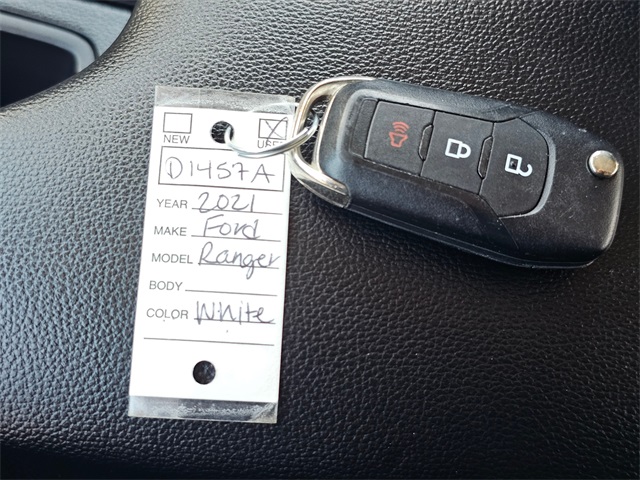 NEW USED
D1457A
YEAR 2021
MAKE Ford
MODEL Ranger
BODY
COLOR White